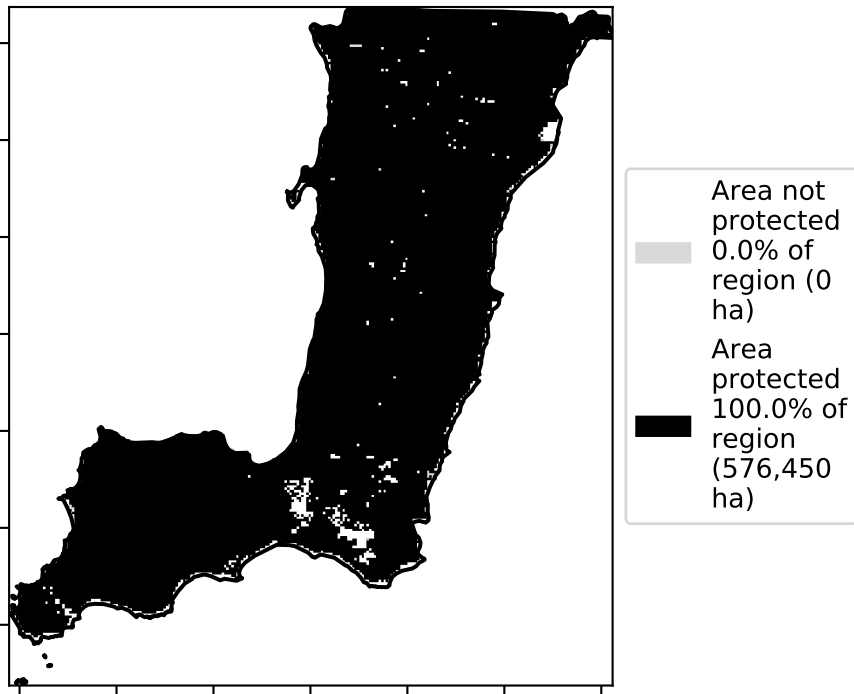 Area not
protected
0.0% of
region (0
ha)
Area
protected
100.0% of
region
(576,450
ha)